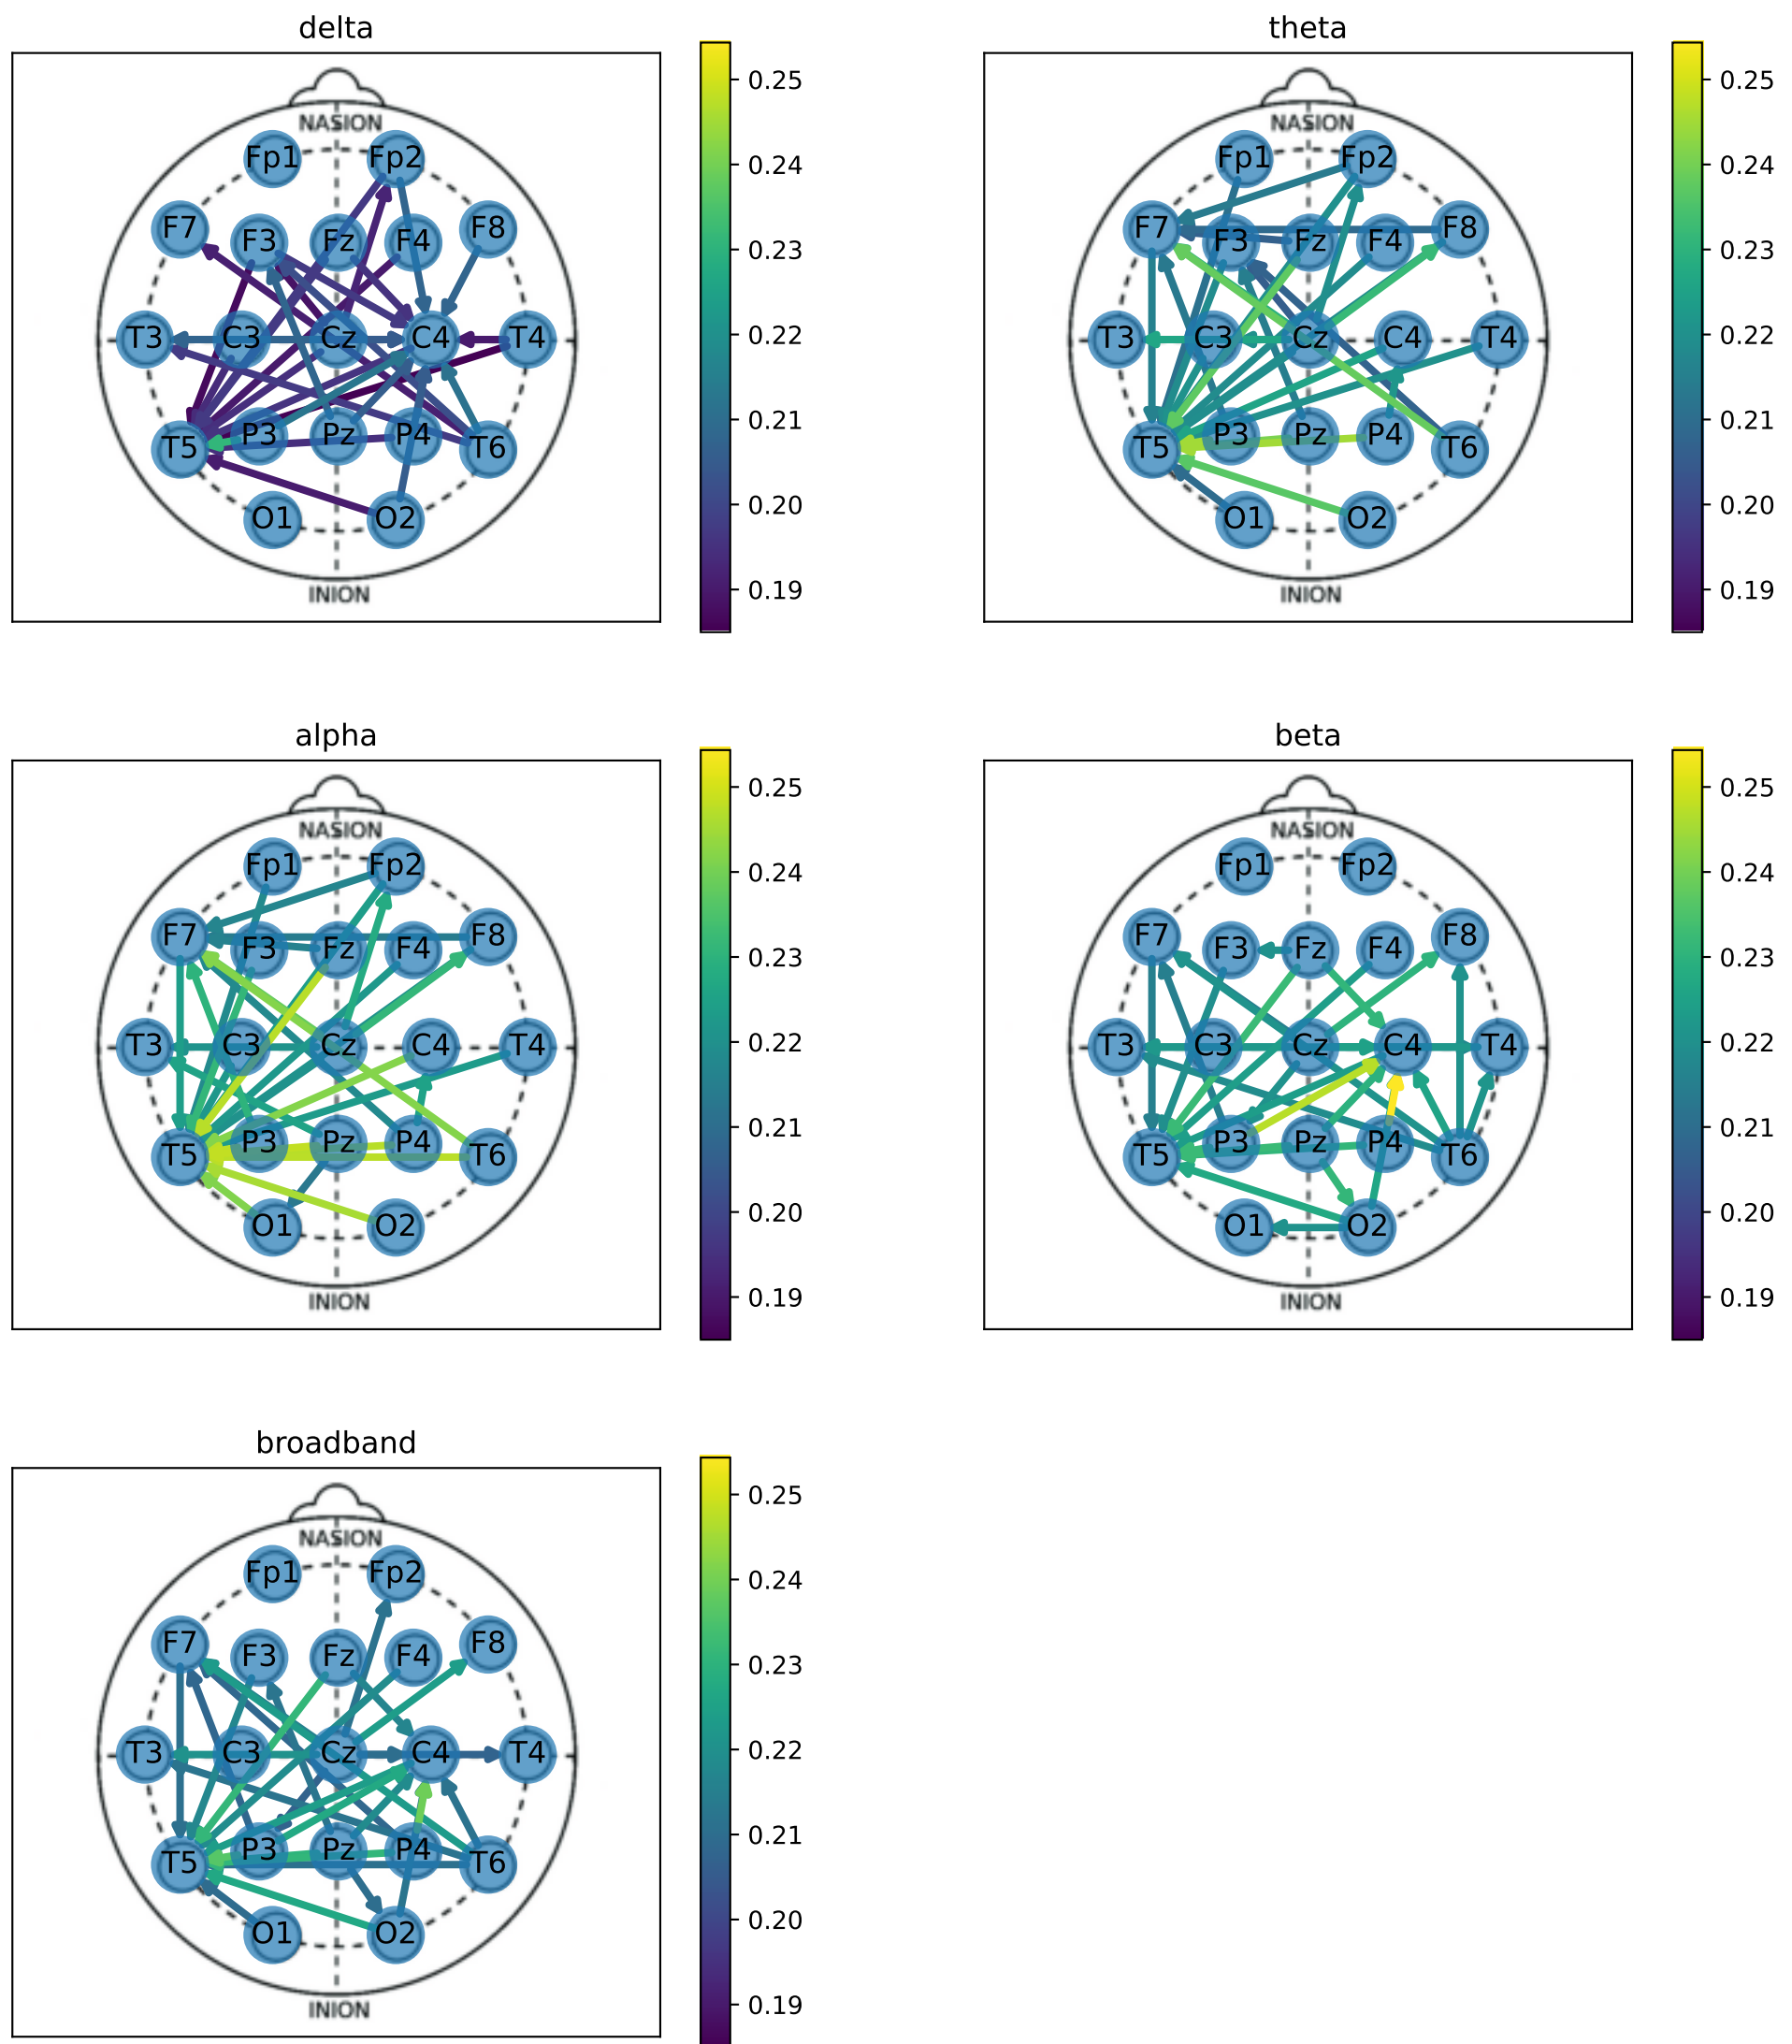 delta
NASION
Fp1 Fp2
F7 F3 Fz F4 F8
T3 C3 Cz C4 T4
T5 P3 Pz P4 T6
O1 O2
INION
0.25
0.24
0.23
0.22
0.21
0.20
0.19
theta
NASION
Fp1 Fp2
F7 F3 Fz F4 F8
T3 C3 Cz C4 T4
T5 P3 Pz P4 T6
O1 O2
INION
0.25
0.24
0.23
0.22
0.21
0.20
0.19
alpha
NASION
Fp1 Fp2
F7 F3 Fz F4 F8
T3 C3 Cz C4 T4
T5 P3 Pz P4 T6
O1 O2
INION
0.25
0.24
0.23
0.22
0.21
0.20
0.19
beta
NASION
Fp1 Fp2
F7 F3 Fz F4 F8
T3 C3 Cz C4 T4
T5 P3 Pz P4 T6
O1 O2
INION
0.25
0.24
0.23
0.22
0.21
0.20
0.19
broadband
NASION
Fp1 Fp2
F7 F3 Fz F4 F8
T3 C3 Cz C4 T4
T5 P3 Pz P4 T6
O1 O2
INION
0.25
0.24
0.23
0.22
0.21
0.20
0.19